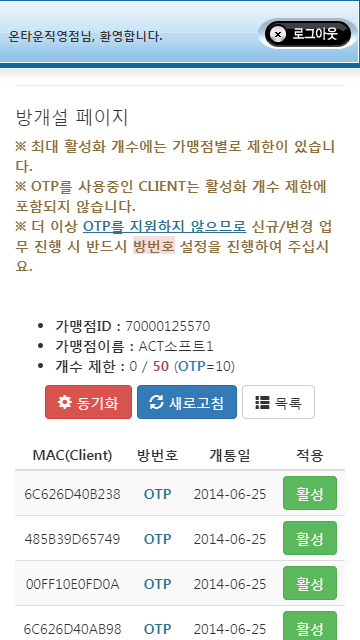 온타운직영점님, 환영합니다.
로그아웃
방개설 페이지
※ 최대 활성화 개수에는 가맹점별로 제한이 있습니
다.
※ OTP를 사용중인 CLIENT는 활성화 개수 제한에
포함되지 않습니다.
※ 더 이상 OTP를 지원하지 않으므로 신규/변경 업
무 진행 시 반드시 방번호 설정을 진행하여 주십시
요.
• 가맹점ID : 70000125570
• 가맹점이름 : ACT소프트1
• 개수 제한 : 0 / 50 (OTP=10)
동기화 새로고침 목록
MAC(Client) 방번호 개통일 적용
6C626D40B238 OTP 2014-06-25 활성
485B39D65749 OTP 2014-06-25 활성
00FF10E0FD0A OTP 2014-06-25 활성
6C626D40AB98 OTP 2014-06-25 활성